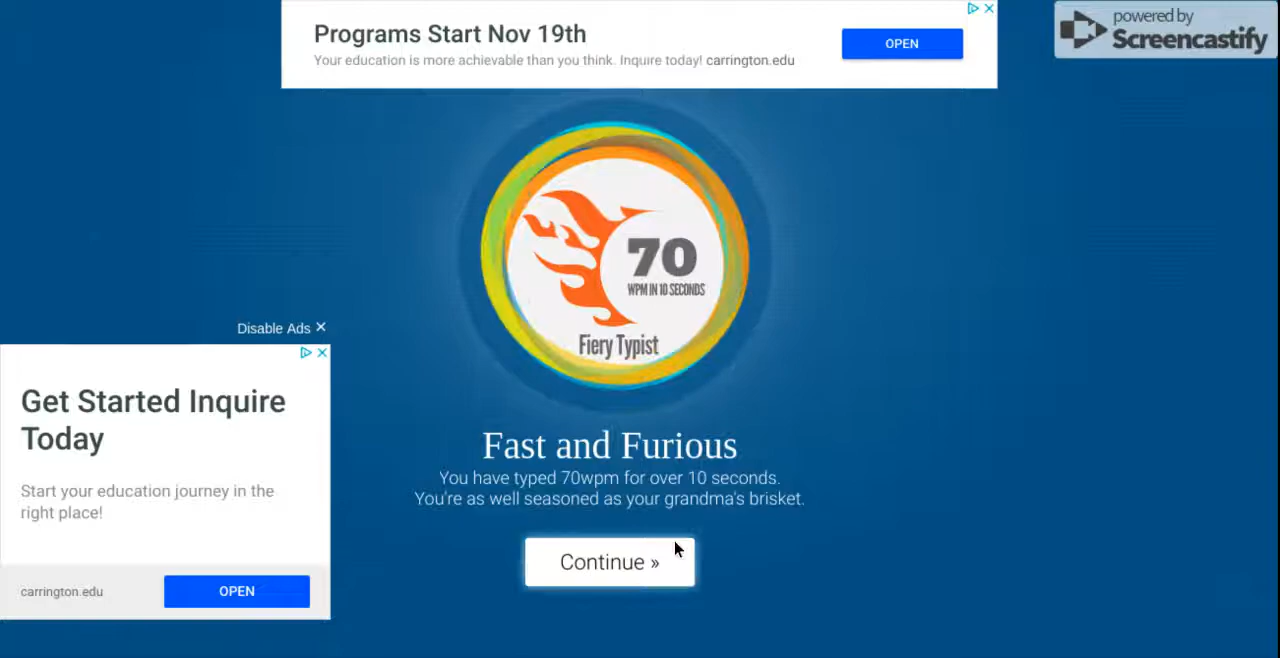 Programs Start Nov 19th
Your education is more achievable than you think. Inquire today! carrington.edu
OPEN
powered by
Screencastify
70
WPM IN 10 SECONDS
Fiery Typist
Disable Ads ×
Get Started Inquire
Today
Start your education journey in the
right place!
carrington.edu
OPEN
Fast and Furious
You have typed 70wpm for over 10 seconds.
You're as well seasoned as your grandma's brisket.
Continue »